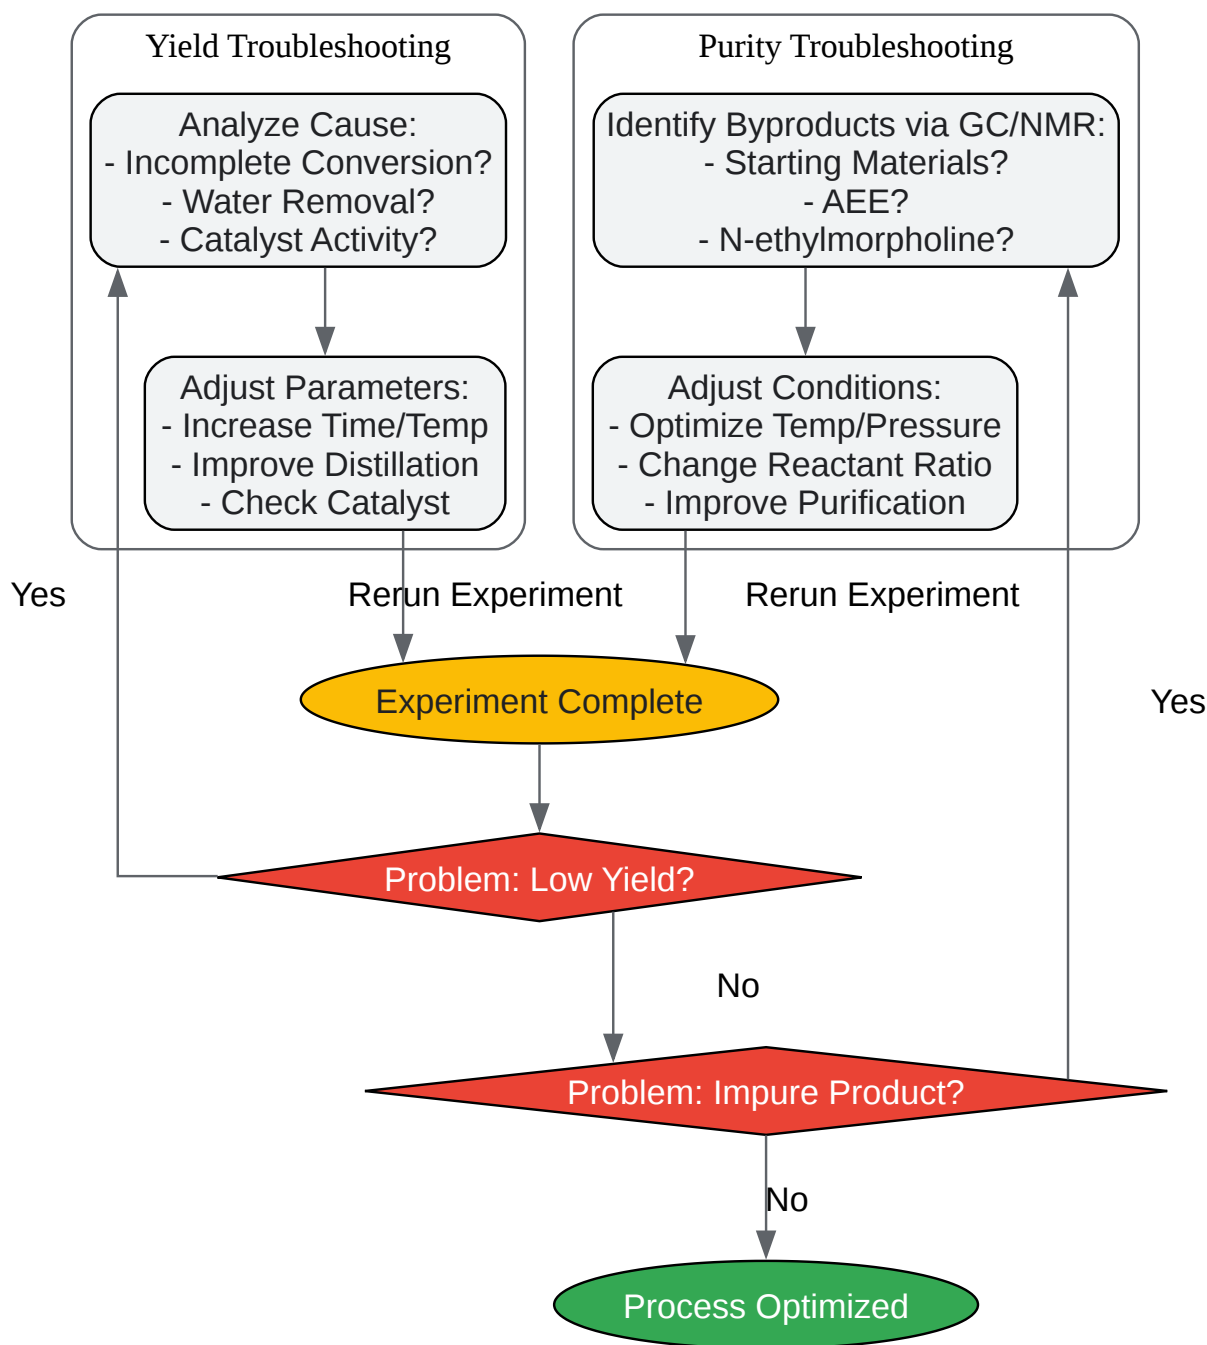 Yield Troubleshooting
Analyze Cause:
- Incomplete Conversion?
- Water Removal?
- Catalyst Activity?
Adjust Parameters:
- Increase Time/Temp
- Improve Distillation
- Check Catalyst
Purity Troubleshooting
Identify Byproducts via GC/NMR:
- Starting Materials?
- AEE?
- N-ethylmorpholine?
Adjust Conditions:
- Optimize Temp/Pressure
- Change Reactant Ratio
- Improve Purification
Yes
Rerun Experiment
Rerun Experiment
Experiment Complete
Yes
Problem: Low Yield?
No
Problem: Impure Product?
No
Process Optimized